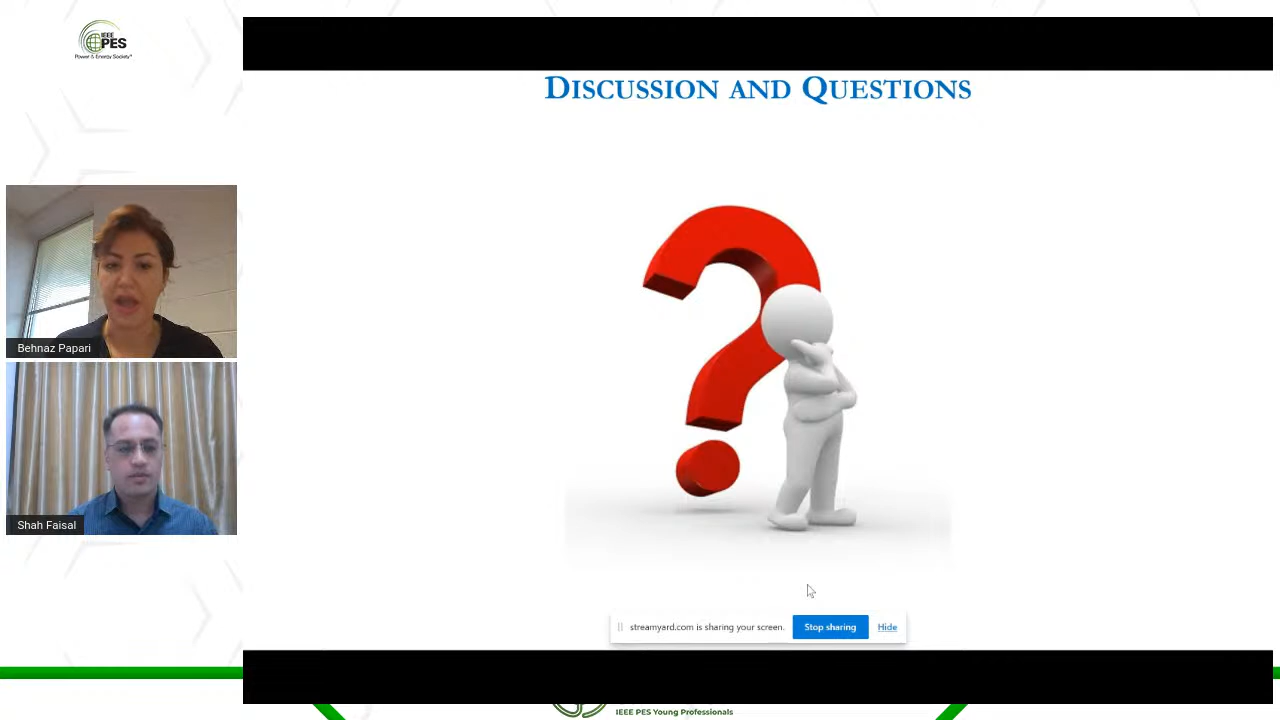 IEEE
PES
Power & Energy Society™
DISCUSSION AND QUESTIONS
Behnaz Papari
Shah Faisal
streamyard.com is sharing your screen.
Stop sharing
Hide
IEEE PES Young Professionals